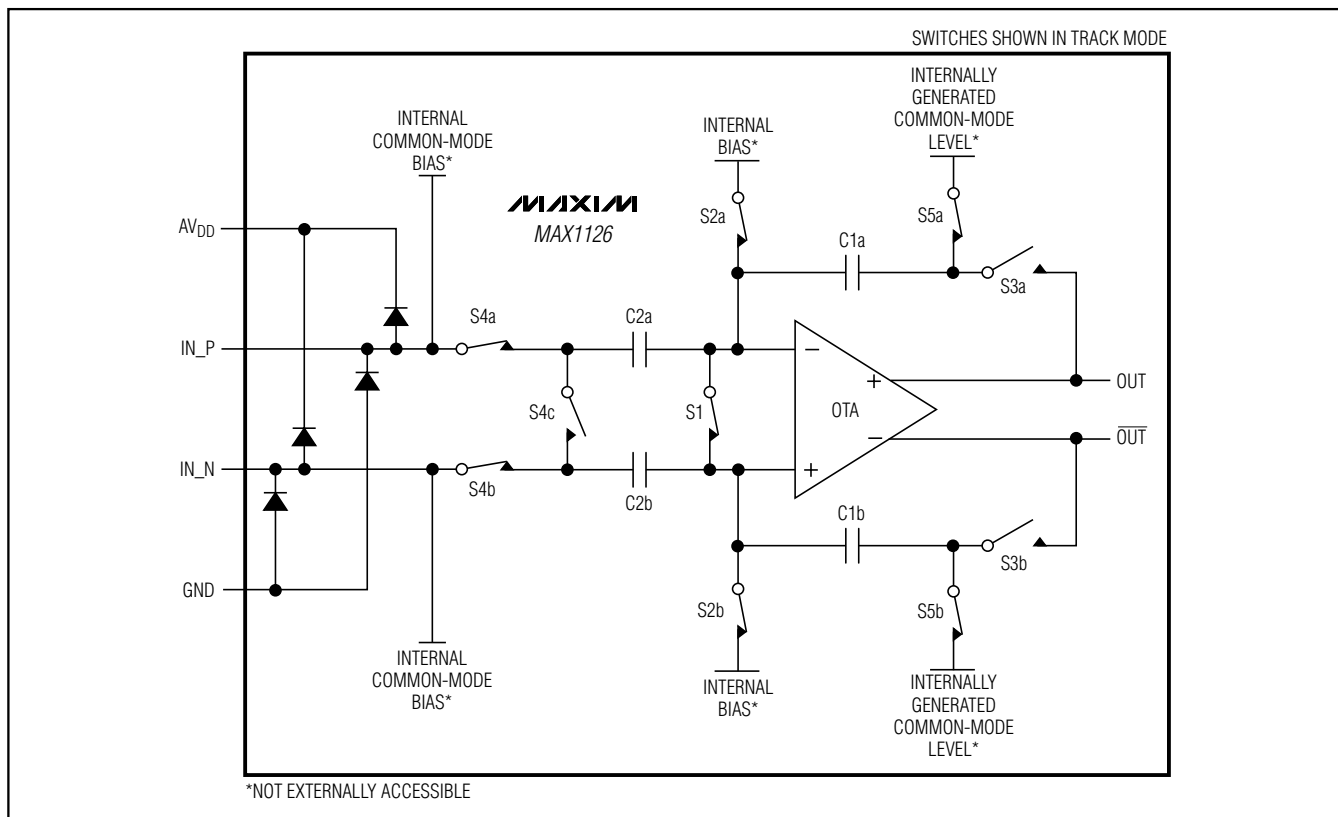 SWITCHES SHOWN IN TRACK MODE
INTERNAL
COMMON-MODE
BIAS*
INTERNAL
BIAS*
INTERNALLY
GENERATED
COMMON-MODE
LEVEL*
MAXIM
MAX1126
AVDD
S2a
S5a
C1a
S3a
S4a
C2a
IN_P
−
+
OUT
S4c
S1
OTA
−
OUT
IN_N
+
S4b
C2b
C1b
S3b
GND
S2b
S5b
INTERNAL
COMMON-MODE
BIAS*
INTERNAL
BIAS*
INTERNALLY
GENERATED
COMMON-MODE
LEVEL*
*NOT EXTERNALLY ACCESSIBLE